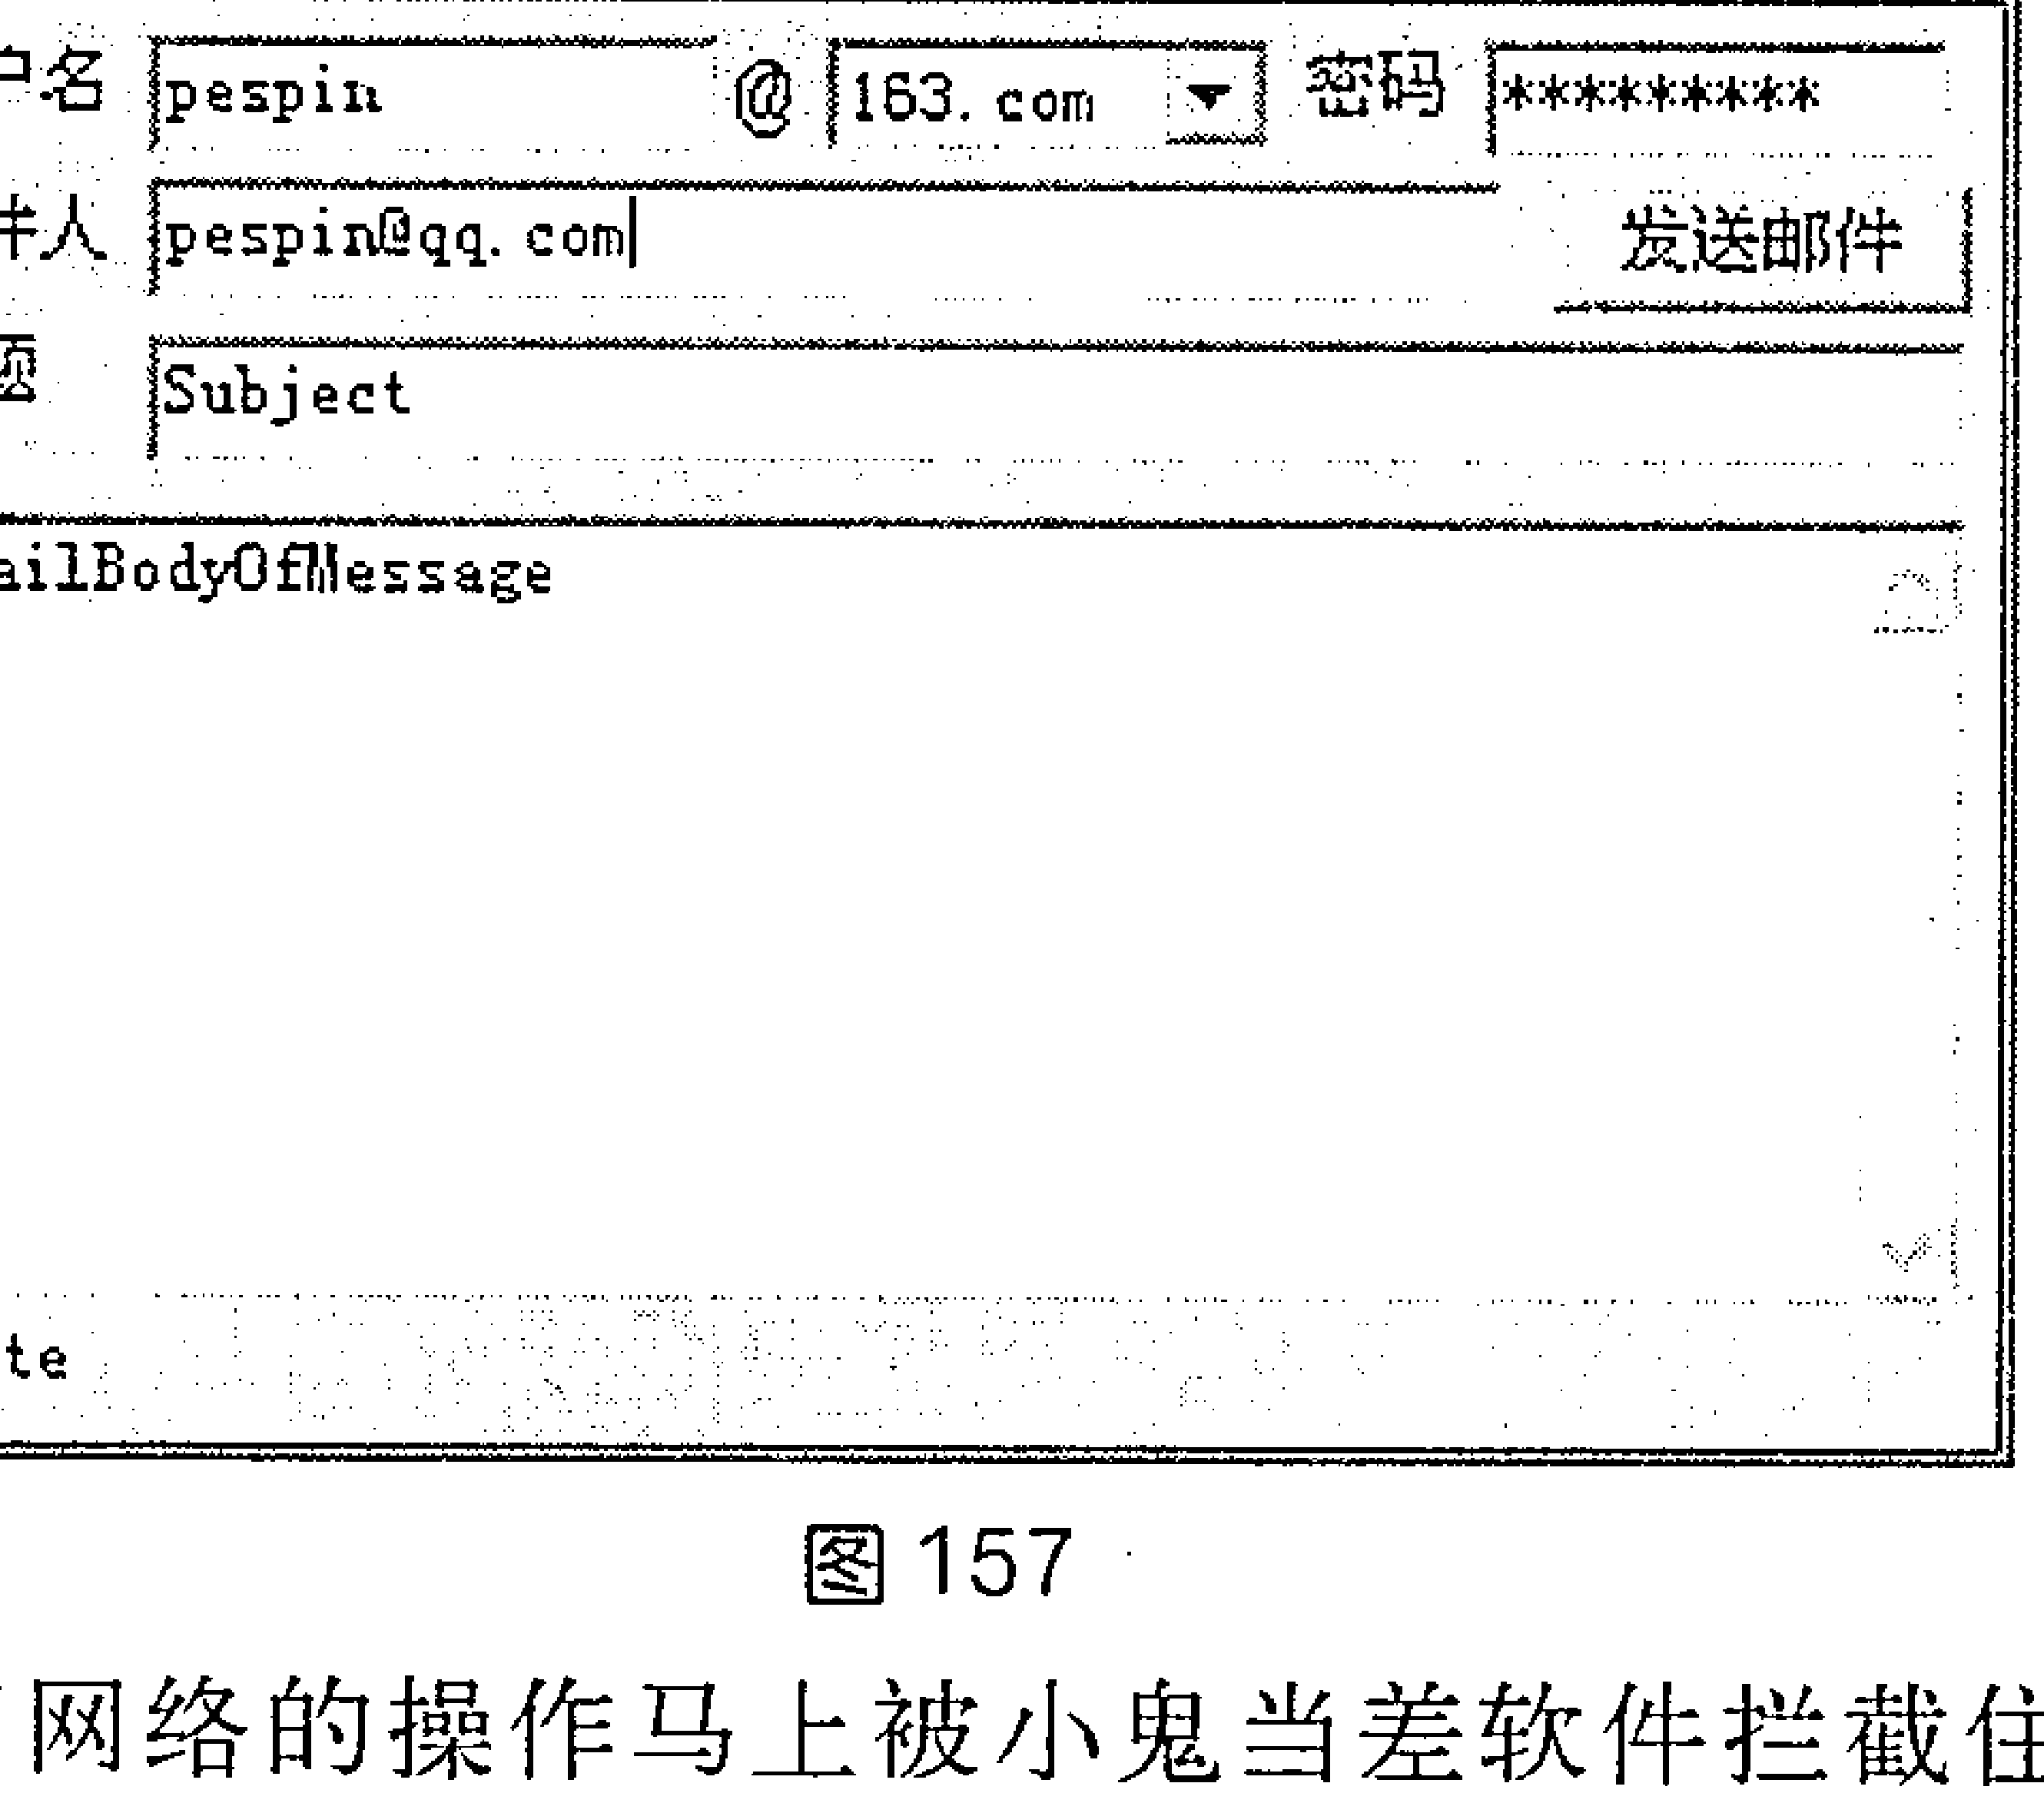 户名 pespin @ 163.com 密码 *********
件人 pespin@qq.com 发送邮件
题 Subject
ailBodyOfMessage
te
图 157
网络的操作马上被小鬼当差软件拦截住